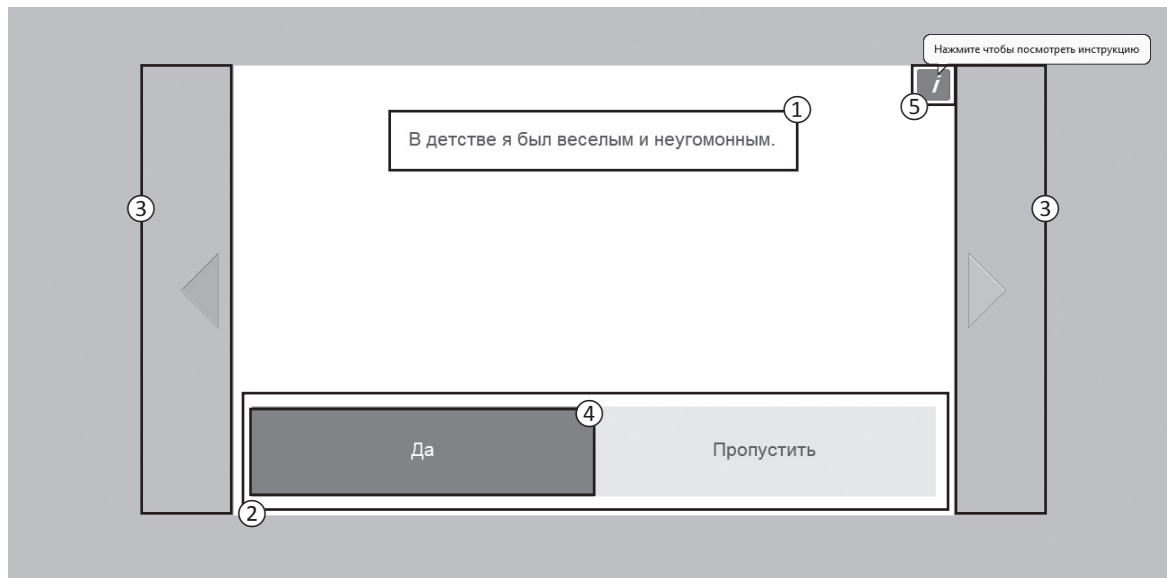 Нажмите чтобы посмотреть инструкцию
i
5
1
В детстве я был веселым и неугомонным.
3
3
4
Да
Пропустить
2